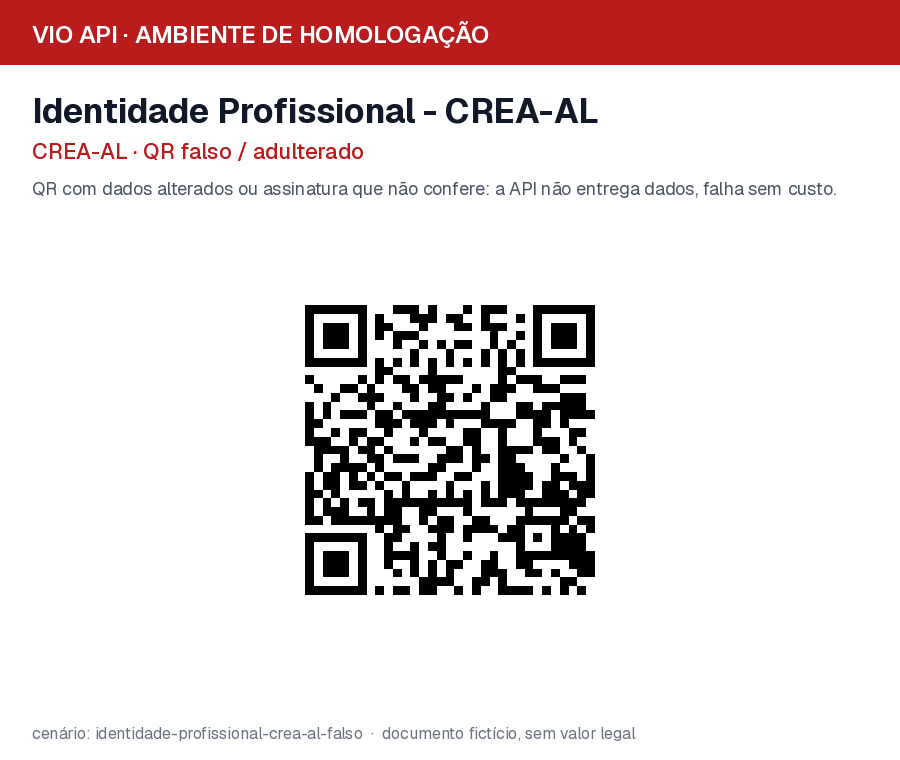 VIO API · AMBIENTE DE HOMOLOGAÇÃO
Identidade Profissional - CREA-AL
CREA-AL · QR falso / adulterado
QR com dados alterados ou assinatura que não confere: a API não entrega dados, falha sem custo.
cenário: identidade-profissional-crea-al-falso · documento fictício, sem valor legal